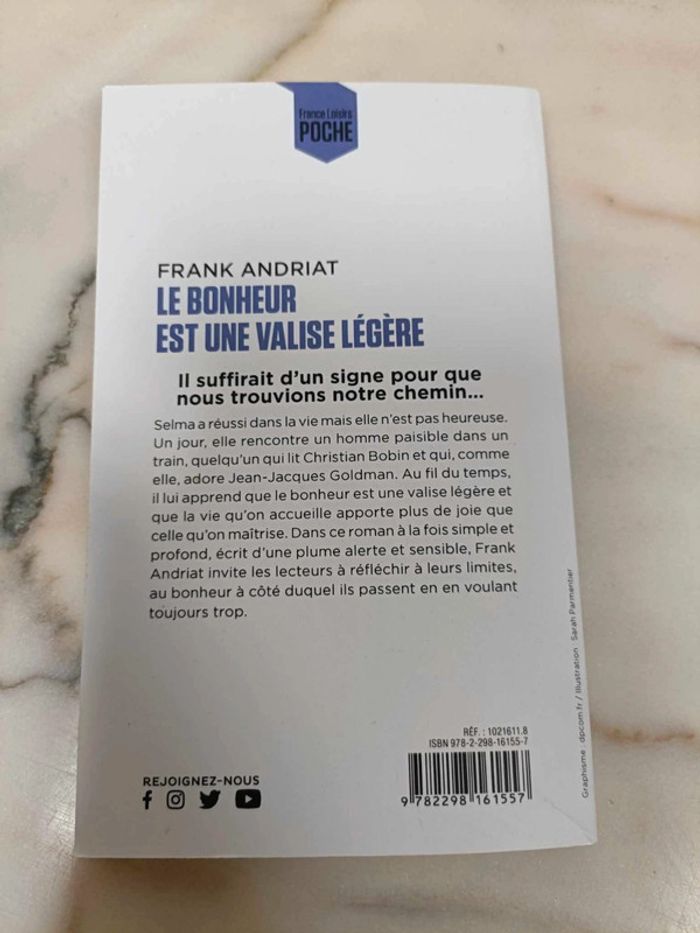 France Loisirs
POCHE
FRANK ANDRIAT
LE BONHEUR
EST UNE VALISE LÉGÈRE
Il suffirait d'un signe pour que
nous trouvions notre chemin...
Selma a réussi dans la vie mais elle n'est pas heureuse.
Un jour, elle rencontre un homme paisible dans un
train, quelqu'un qui lit Christian Bobin et qui, comme
elle, adore Jean-Jacques Goldman. Au fil du temps,
il lui apprend que le bonheur est une valise légère et
que la vie qu'on accueille apporte plus de joie que
celle qu'on maîtrise. Dans ce roman à la fois simple et
profond, écrit d'une plume alerte et sensible, Frank
Andriat invite les lecteurs à réfléchir à leurs limites,
au bonheur à côté duquel ils passent en en voulant
toujours trop.
Graphisme : dpcom.fr / Illustration : Sarah Parmentier
RÉF. : 1021611.8
ISBN 978-2-298-16155-7
9 782298 161557
REJOIGNEZ-NOUS